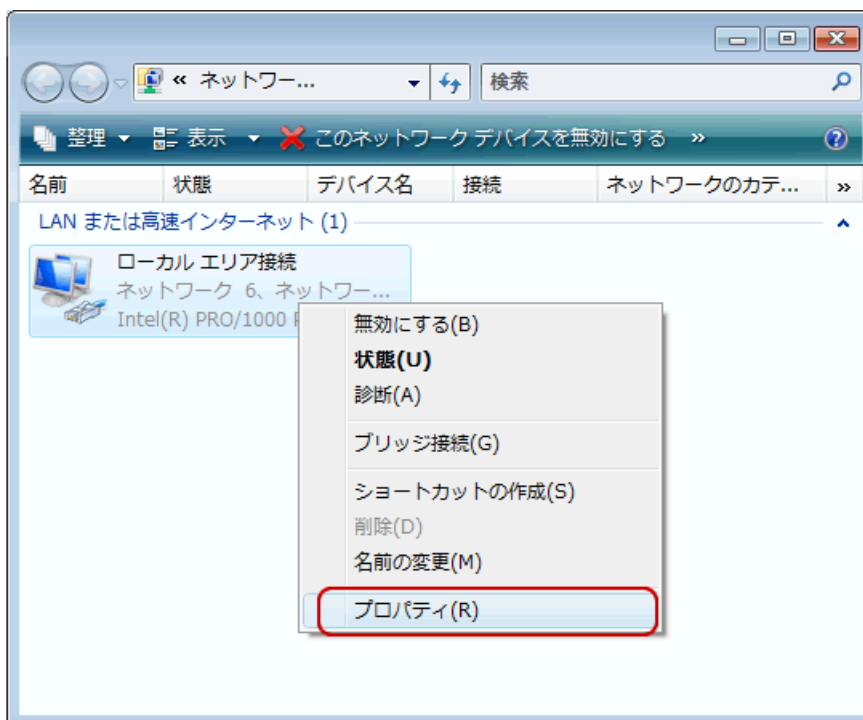 « ネットワー...
検索
整理 表示 このネットワーク デバイスを無効にする »
名前 状態 デバイス名 接続 ネットワークのカテ... »
LAN または高速インターネット (1)
ローカル エリア接続
ネットワーク 6、ネットワー...
Intel(R) PRO/1000
無効にする(B)
状態(U)
診断(A)
ブリッジ接続(G)
ショートカットの作成(S)
削除(D)
名前の変更(M)
プロパティ(R)